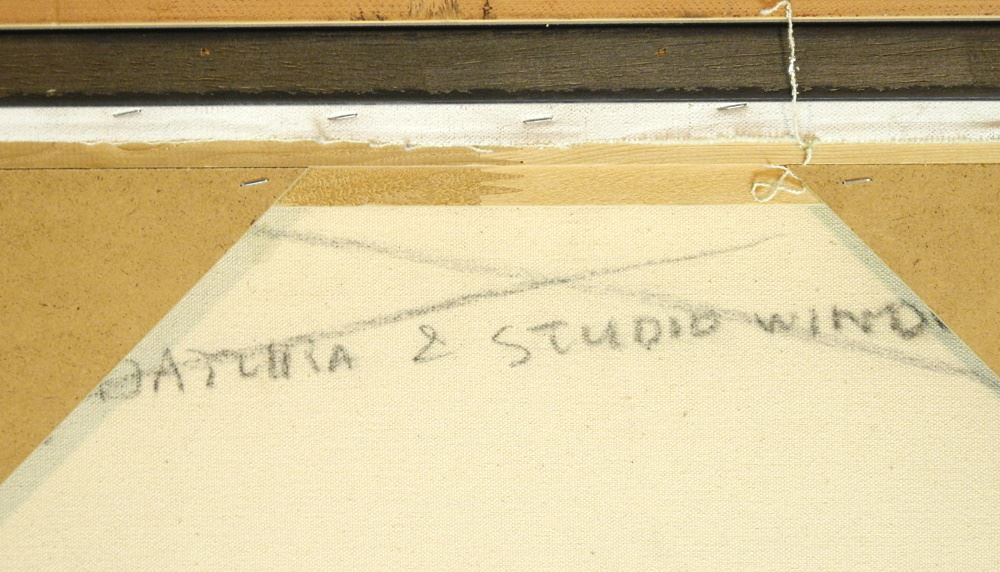 DATURA & STUDIO WIND